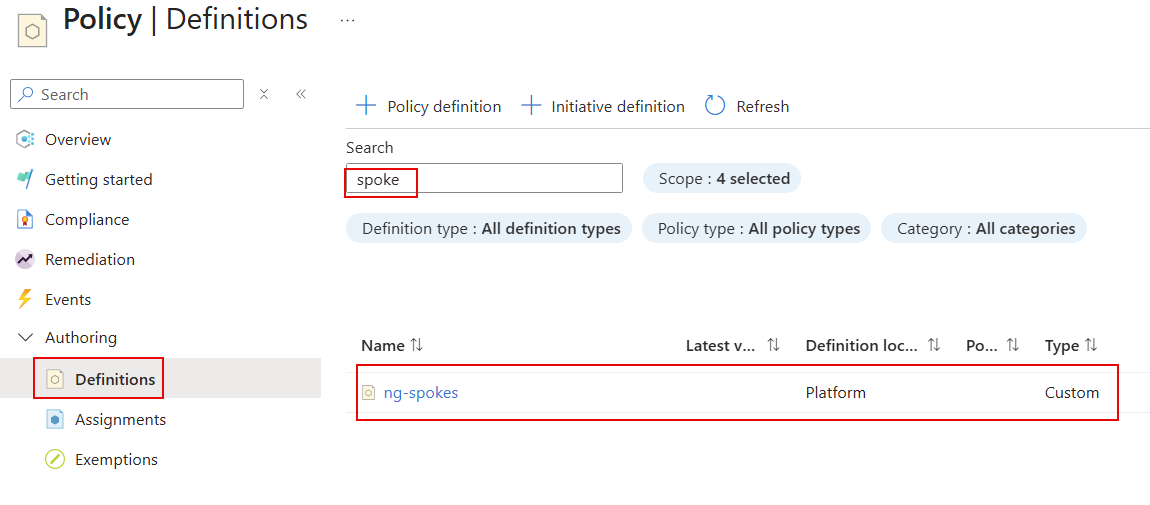 Policy | Definitions ...
Search
Overview
Getting started
Compliance
Remediation
Events
Authoring
Definitions
Assignments
Exemptions
Policy definition
Initiative definition
Refresh
Search
spoke
Scope : 4 selected
Definition type : All definition types
Policy type : All policy types
Category : All categories
Name Latest v... Definition loc... Po... Type
ng-spokes Platform Custom